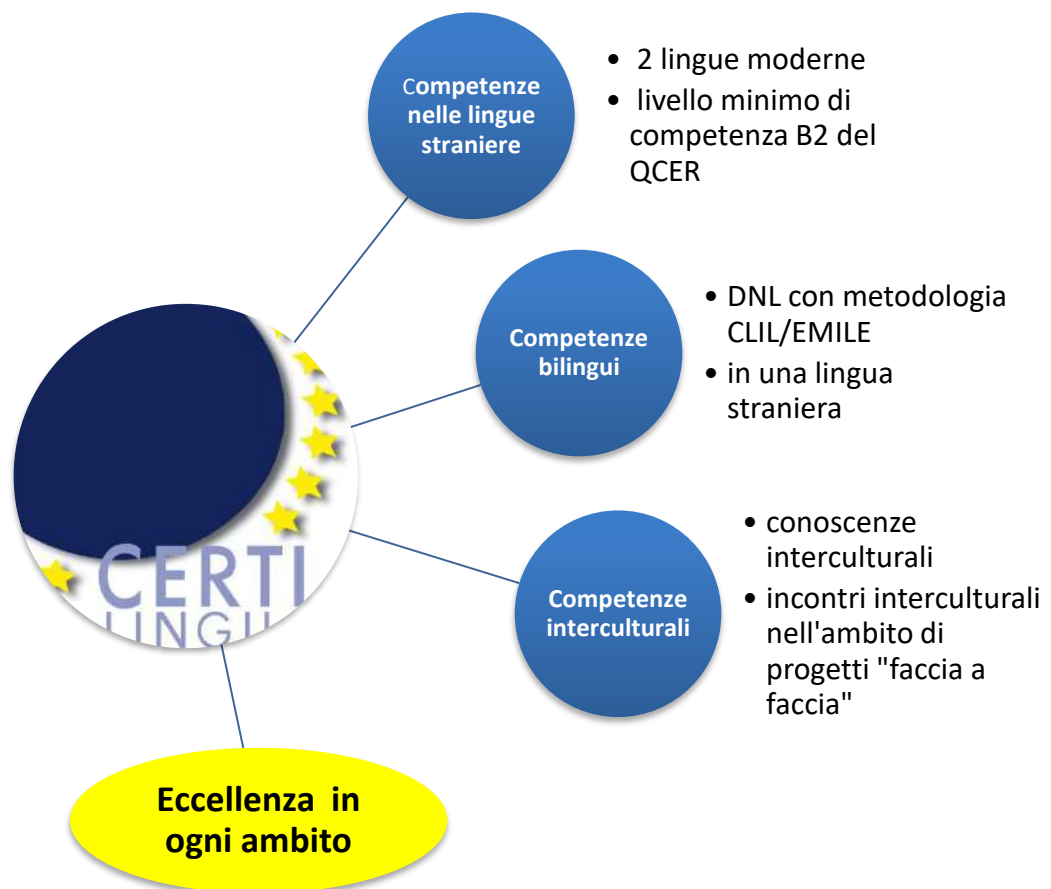 Competenze
nelle lingue
straniere
• 2 lingue moderne
• livello minimo di
competenza B2 del
QCER
Competenze
bilingui
• DNL con metodologia
CLIL/EMILE
• in una lingua
straniera
CERTI
LINGU
Competenze
interculturali
• conoscenze
interculturali
• incontri interculturali
nell'ambito di
progetti "faccia a
faccia"
Eccellenza in
ogni ambito